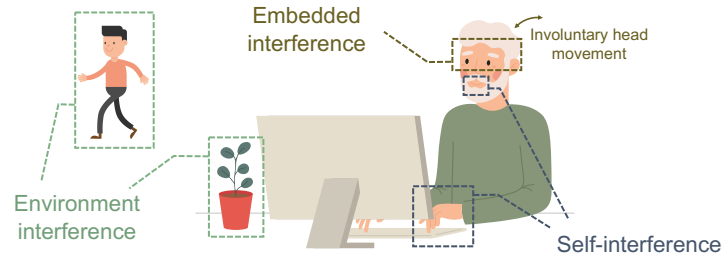 Embedded
interference
Involuntary head
movement
Environment
interference
Self-interference